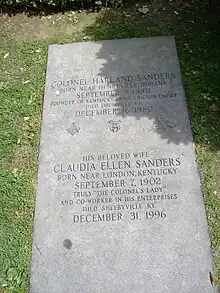 COLONEL HARLAND SANDERS
BORN NEAR HENRYVILLE, INDIANA
SEPTEMBER
FOUNDER OF KENTUCKY FRIED CHICKEN EMPIRE
DIED LOUISVILLE KY
DECEMBER 16, 1980
HIS BELOVED WIFE
CLAUDIA ELLEN SANDERS
BORN NEAR LONDON, KENTUCKY
SEPTEMBER 7, 1902
TRULY "THE COLONEL'S LADY"
AND CO-WORKER IN HIS ENTERPRISES
DIED SHELBYVILLE KY
DECEMBER 31, 1996